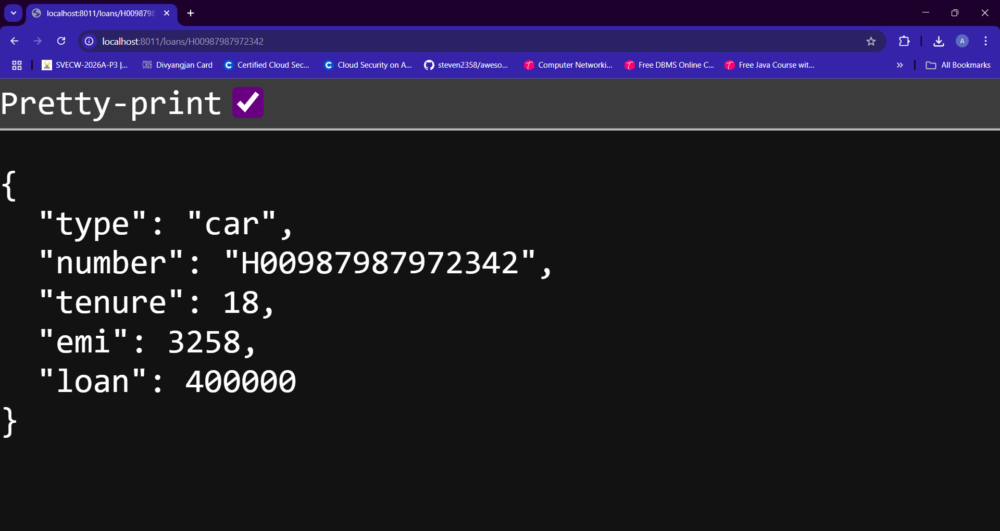 localhost:8011/loans/H0098798
localhost:8011/loans/H00987987972342
A
SVECW-2026A-P3 |...
CRIS Divyangjan Card
C Certified Cloud Sec...
C Cloud Security on A...
steven2358/aweso...
T Computer Networki...
T Free DBMS Online C...
T Free Java Course wit...
»
All Bookmarks
Pretty-print
{
"type": "car",
"number": "H00987987972342",
"tenure": 18,
"emi": 3258,
"loan": 400000
}